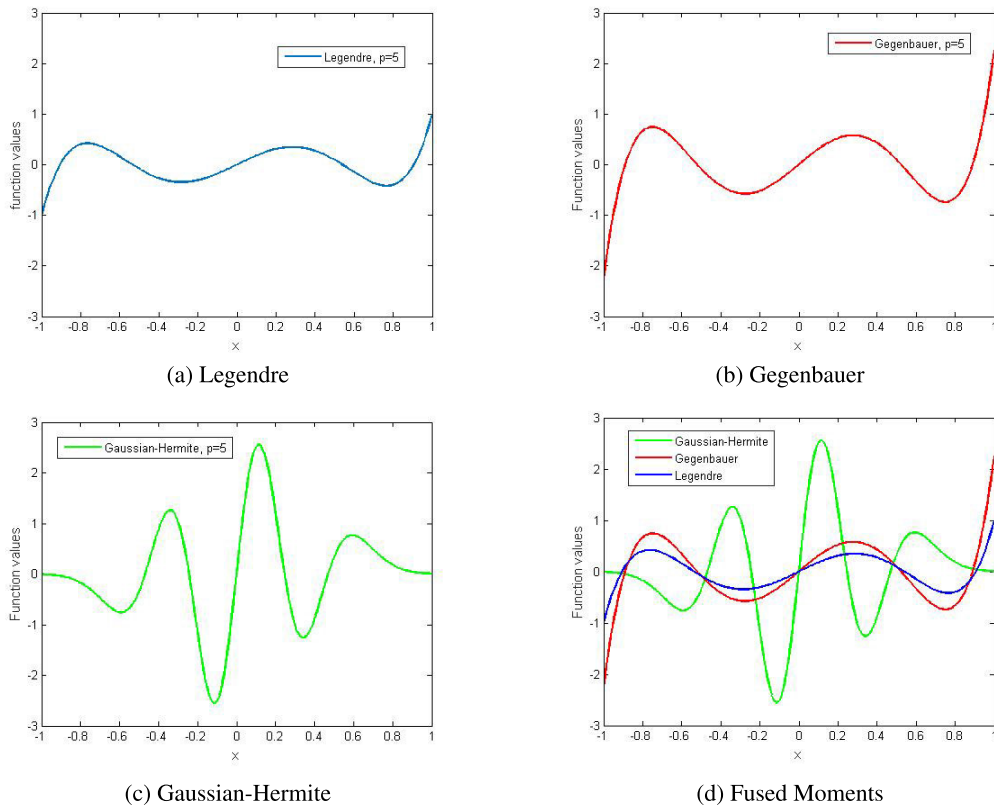 3
2
1
0
-1
-2
-3
-1 -0.8 -0.6 -0.4 -0.2 0 0.2 0.4 0.6 0.8 1
x
function values
Legendre, p=5
(a) Legendre
3
2
1
0
-1
-2
-3
-1 -0.8 -0.6 -0.4 -0.2 0 0.2 0.4 0.6 0.8 1
x
Function values
Gegenbauer, p=5
(b) Gegenbauer
3
2
1
0
-1
-2
-3
-1 -0.8 -0.6 -0.4 -0.2 0 0.2 0.4 0.6 0.8 1
x
Function values
Gaussian-Hermite, p=5
(c) Gaussian-Hermite
3
2
1
0
-1
-2
-3
-1 -0.8 -0.6 -0.4 -0.2 0 0.2 0.4 0.6 0.8 1
x
Function values
Gaussian-Hermite
Gegenbauer
Legendre
(d) Fused Moments